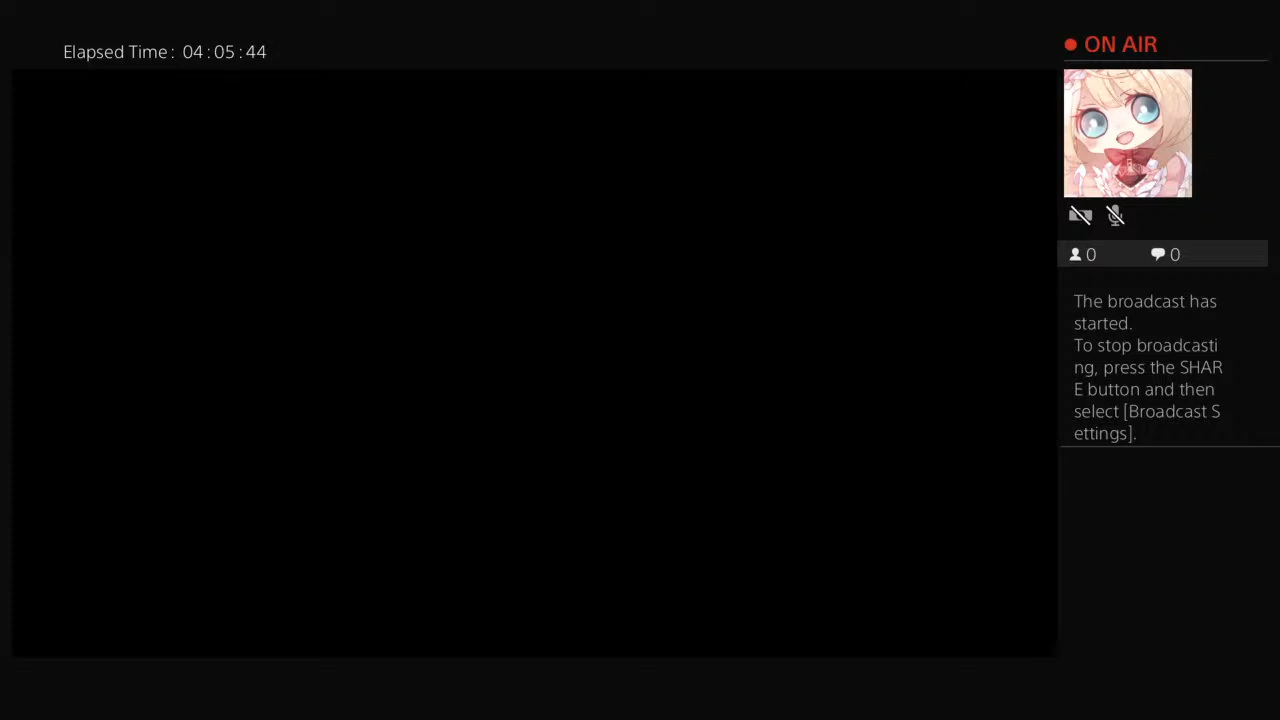 Elapsed Time: 04:05:44
ON AIR
0 0
The broadcast has
started.
To stop broadcasti
ng, press the SHAR
E button and then
select [Broadcast S
ettings].